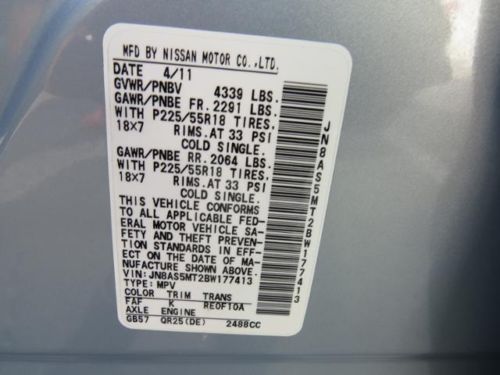 MFD BY NISSAN MOTOR CO.,LTD.
DATE 4/11
GVWR/PNBV 4339 LBS.
GAWR/PNBE FR. 2291 LBS.
WITH P225/55R18 TIRES,
18X7 RIMS.AT 33 PSI
COLD SINGLE.
GAWR/PNBE RR. 2064 LBS.
WITH P225/55R18 TIRES,
18X7 RIMS.AT 33 PSI
COLD SINGLE.
THIS VEHICLE CONFORMS
TO ALL APPLICABLE FED-
ERAL MOTOR VEHICLE SA-
FETY AND THEFT PREVEN-
TION STANDARDS IN EFF-
ECT ON THE DATE OF MA-
NUFACTURE SHOWN ABOVE.
VIN: JN8AS5MT2BW177413
TYPE: MPV
COLOR TRIM TRANS
FAF K RE0F10A
AXLE ENGINE
GB57 QR25(DE) 2488CC
JN8AS5MT2BW177413